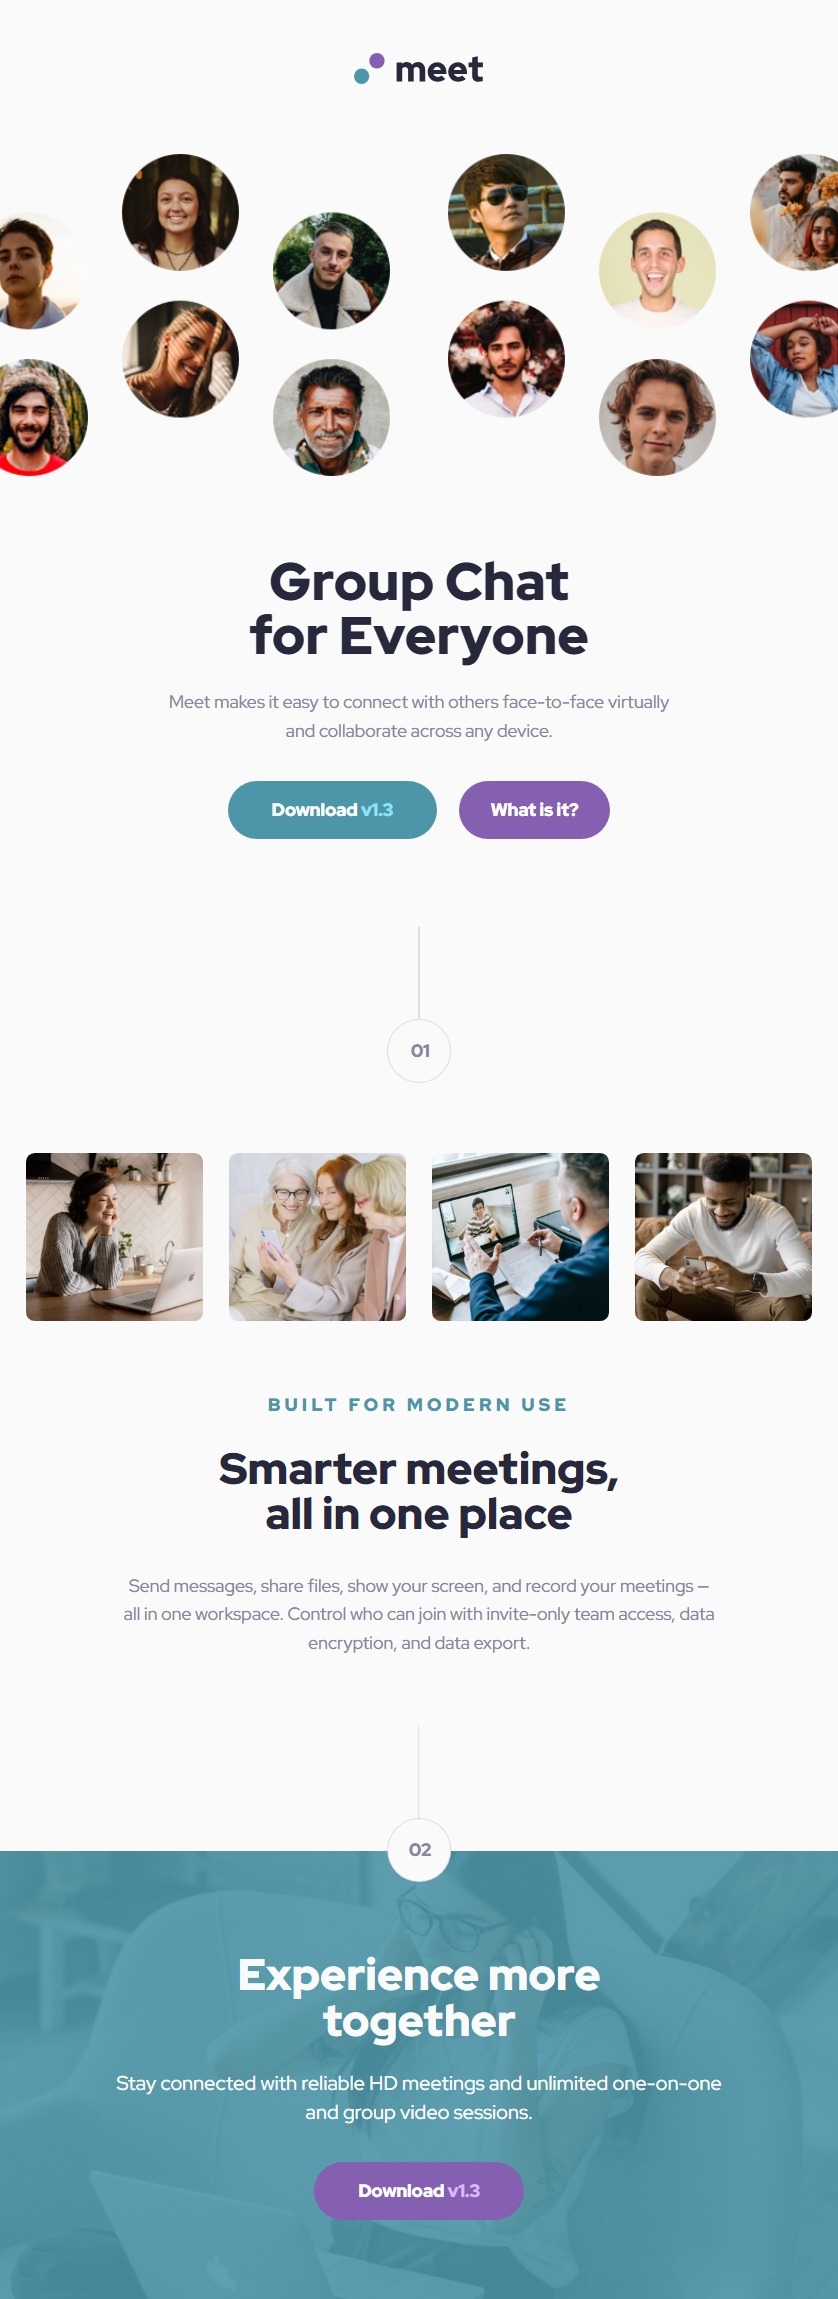 meet
Group Chat
for Everyone
Meet makes it easy to connect with others face-to-face virtually
and collaborate across any device.
Download v1.3
What is it?
01
BUILT FOR MODERN USE
Smarter meetings,
all in one place
Send messages, share files, show your screen, and record your meetings —
all in one workspace. Control who can join with invite-only team access, data
encryption, and data export.
02
Experience more
together
Stay connected with reliable HD meetings and unlimited one-on-one
and group video sessions.
Download v1.3